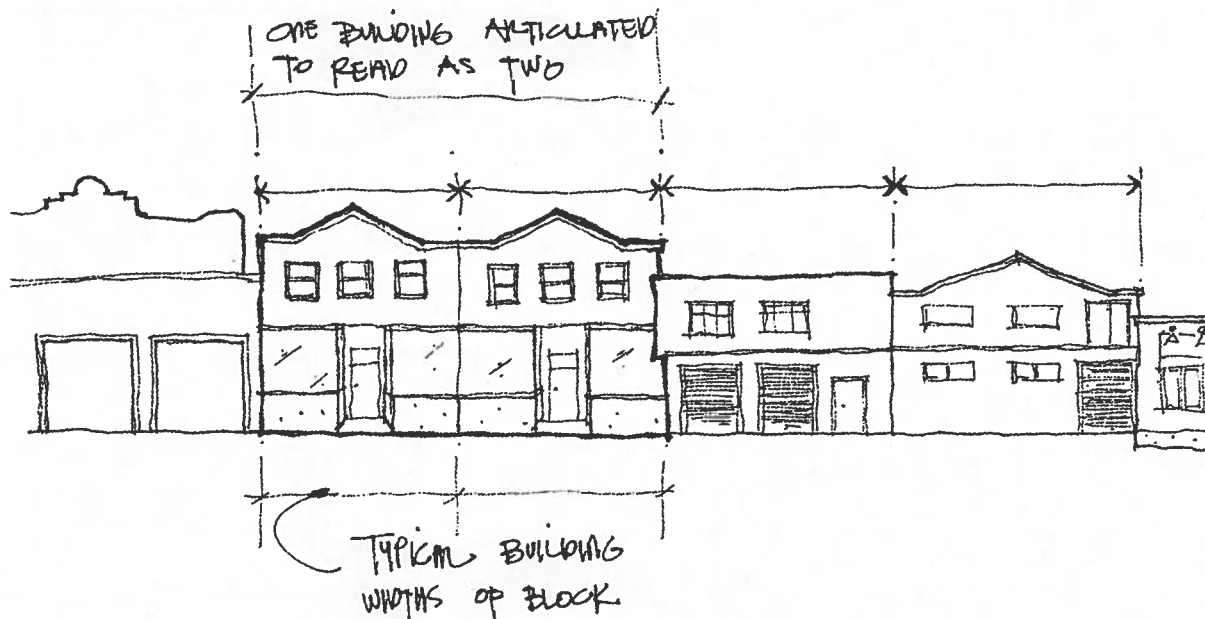 ONE BUILDING ARTICULATED
TO READ AS TWO
TYPICAL BUILDING
WIDTHS OF BLOCK